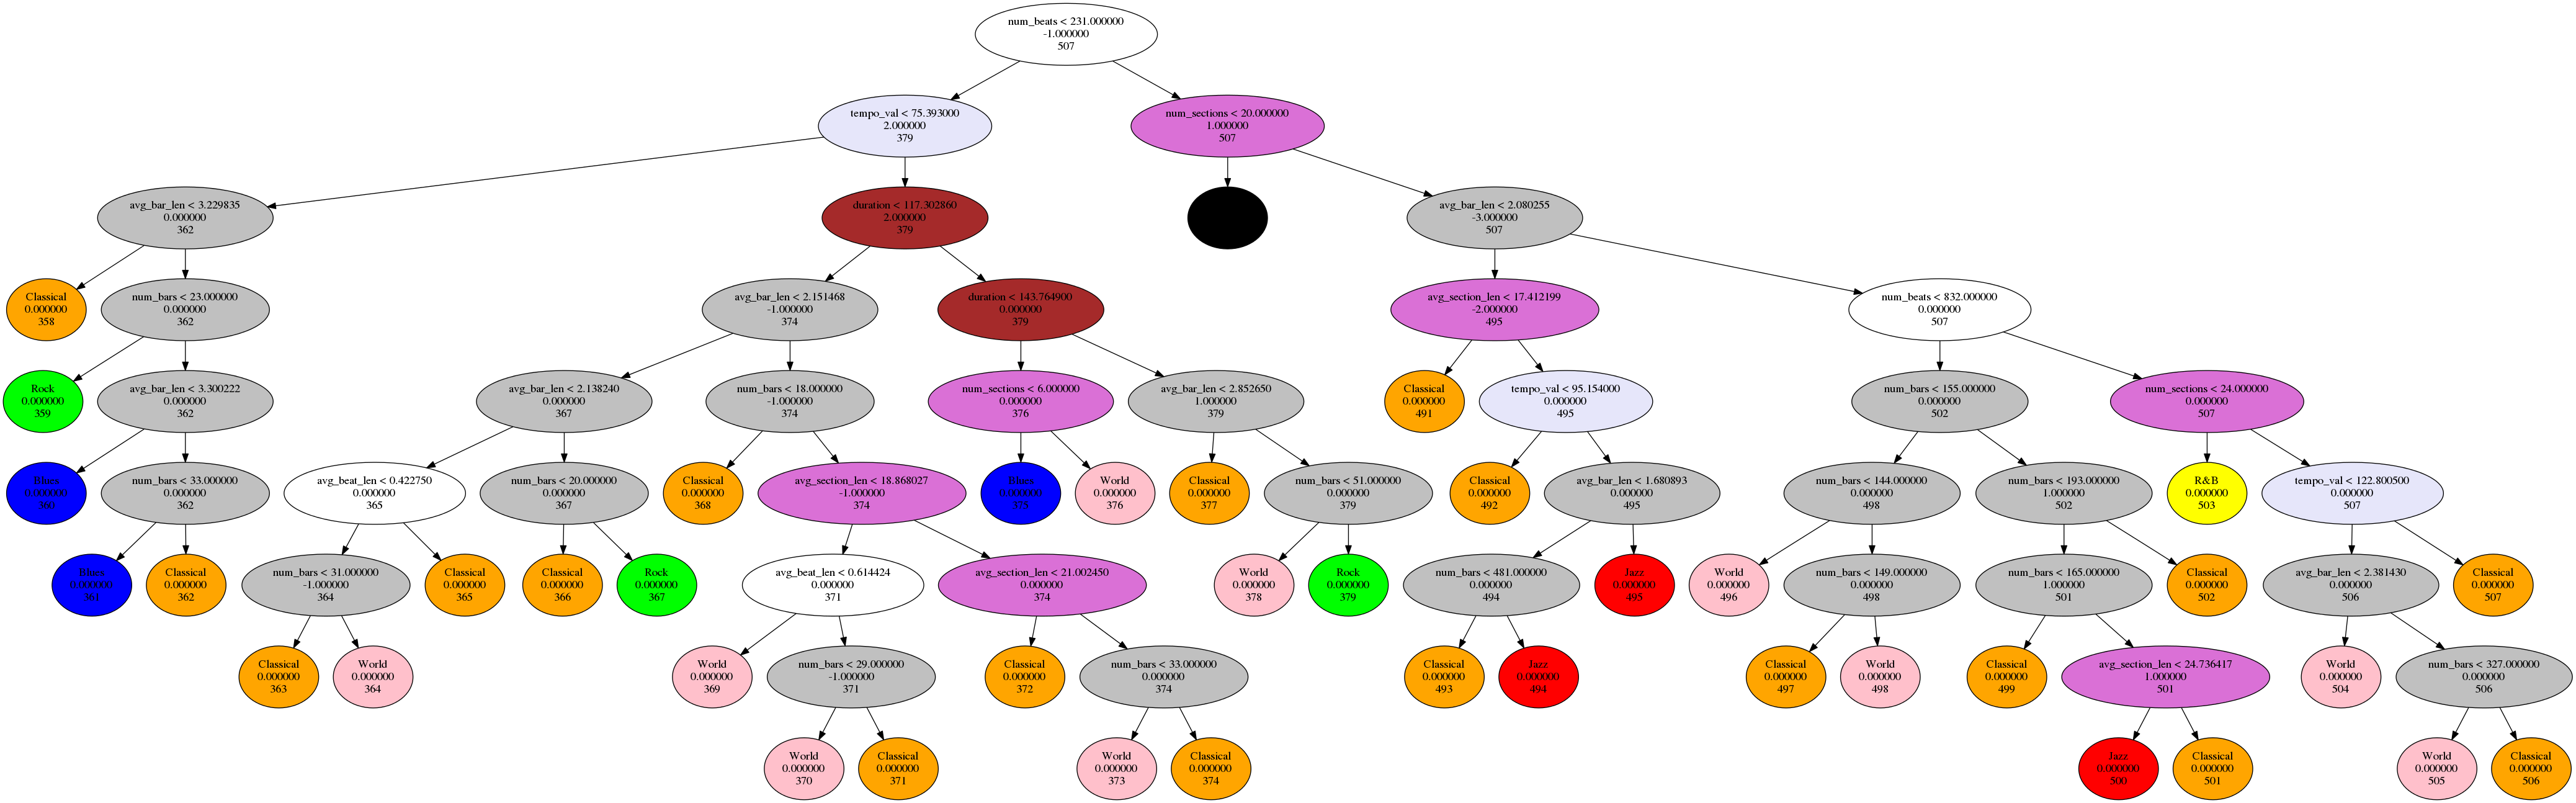 num_beats < 231.000000
-1.000000
507
tempo_val < 75.393000
2.000000
379
num_sections < 20.000000
1.000000
507
avg_bar_len < 3.229835
0.000000
362
duration < 117.302860
2.000000
379
avg_bar_len < 2.080255
-3.000000
507
Classical
0.000000
358
num_bars < 23.000000
0.000000
362
avg_bar_len < 2.151468
-1.000000
374
duration < 143.764900
0.000000
379
avg_section_len < 17.412199
-2.000000
495
num_beats < 832.000000
0.000000
507
Rock
0.000000
359
avg_bar_len < 3.300222
0.000000
362
avg_bar_len < 2.138240
0.000000
367
num_bars < 18.000000
-1.000000
374
num_sections < 6.000000
0.000000
376
avg_bar_len < 2.852650
1.000000
379
Classical
0.000000
491
tempo_val < 95.154000
0.000000
495
num_bars < 155.000000
0.000000
502
num_sections < 24.000000
0.000000
507
Blues
0.000000
360
num_bars < 33.000000
0.000000
362
avg_beat_len < 0.422750
0.000000
365
num_bars < 20.000000
0.000000
367
Classical
0.000000
368
avg_section_len < 18.868027
-1.000000
374
Blues
0.000000
375
World
0.000000
376
Classical
0.000000
377
num_bars < 51.000000
0.000000
379
Classical
0.000000
492
avg_bar_len < 1.680893
0.000000
495
num_bars < 144.000000
0.000000
498
num_bars < 193.000000
1.000000
502
R&B
0.000000
503
tempo_val < 122.800500
0.000000
507
Blues
0.000000
361
Classical
0.000000
362
num_bars < 31.000000
-1.000000
364
Classical
0.000000
365
Classical
0.000000
366
Rock
0.000000
367
avg_beat_len < 0.614424
0.000000
371
avg_section_len < 21.002450
0.000000
374
World
0.000000
378
Rock
0.000000
379
num_bars < 481.000000
0.000000
494
Jazz
0.000000
495
World
0.000000
496
num_bars < 149.000000
0.000000
498
num_bars < 165.000000
1.000000
501
Classical
0.000000
502
avg_bar_len < 2.381430
0.000000
506
Classical
0.000000
507
Classical
0.000000
363
World
0.000000
364
World
0.000000
369
num_bars < 29.000000
-1.000000
371
Classical
0.000000
372
num_bars < 33.000000
0.000000
374
Classical
0.000000
493
Jazz
0.000000
494
Classical
0.000000
497
World
0.000000
498
Classical
0.000000
499
avg_section_len < 24.736417
1.000000
501
World
0.000000
504
num_bars < 327.000000
0.000000
506
World
0.000000
370
Classical
0.000000
371
World
0.000000
373
Classical
0.000000
374
Jazz
0.000000
500
Classical
0.000000
501
World
0.000000
505
Classical
0.000000
506